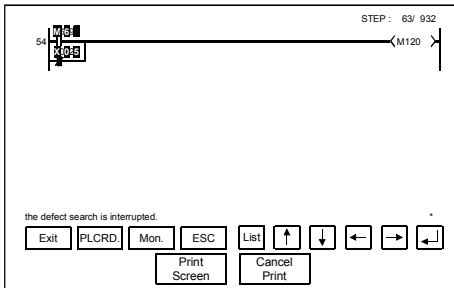 STEP : 63/ 932
54
M120
the defect search is interrupted. *
Exit PLCRD. Mon. ESC List
Print Screen Cancel Print